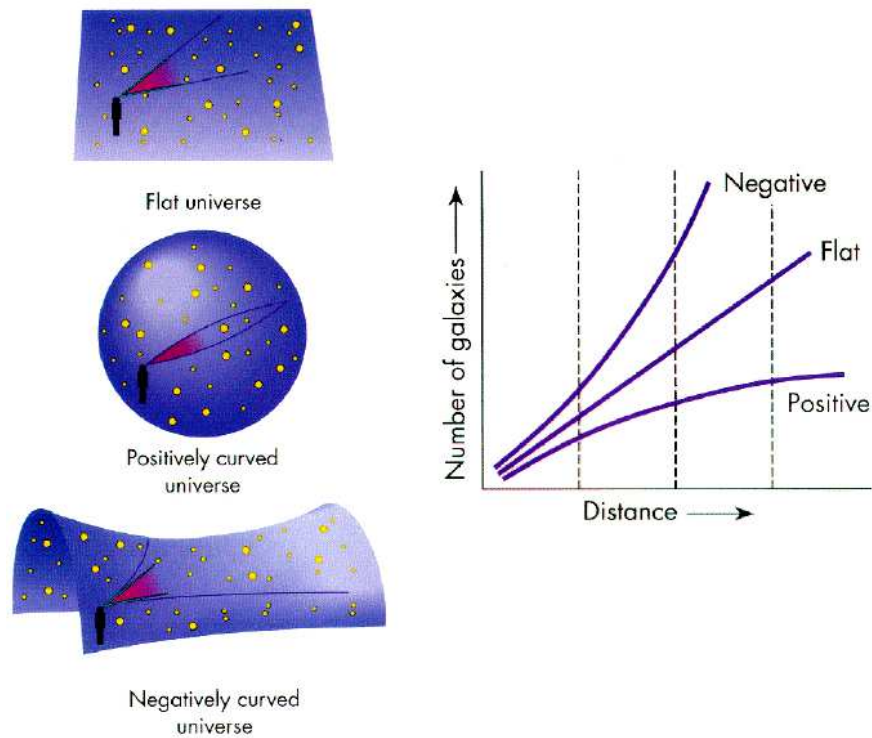 Flat universe
Positively curved
universe
Negatively curved
universe
Number of galaxies
Negative
Flat
Positive
Distance